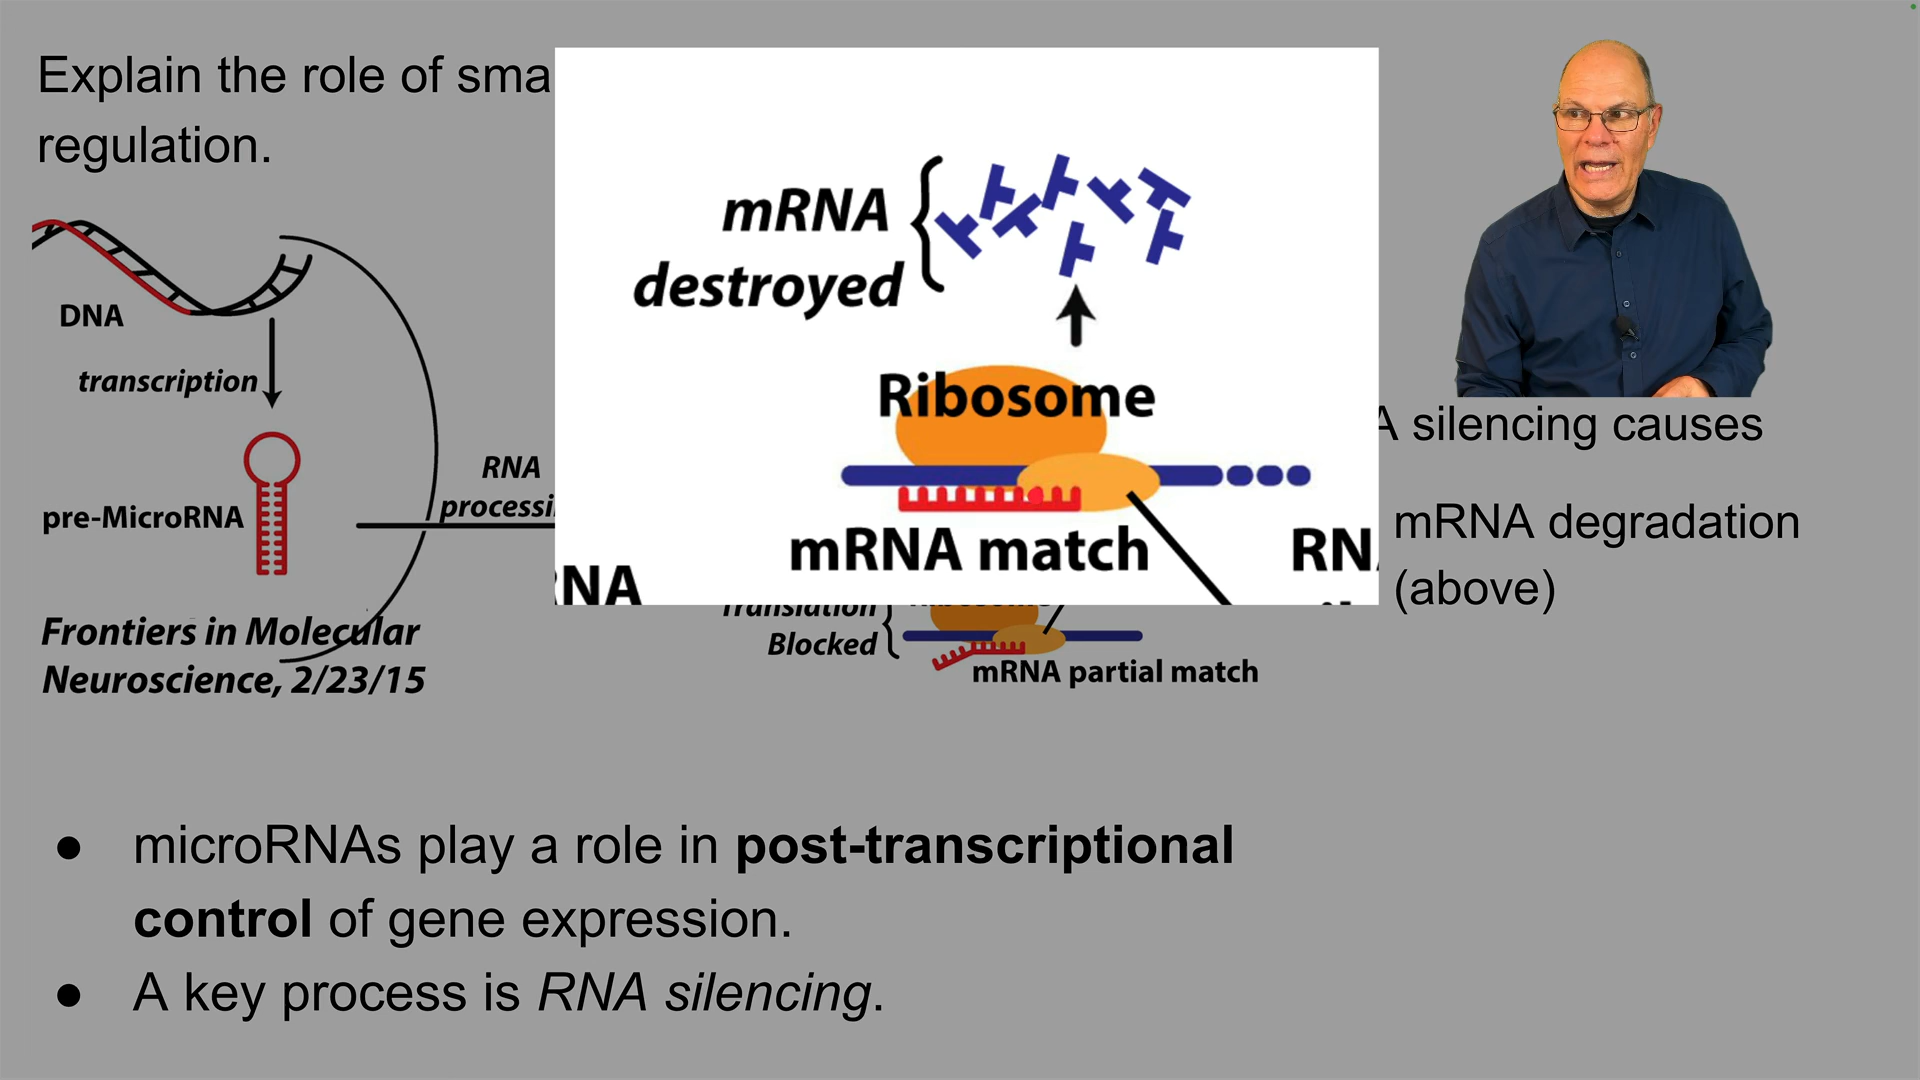 Explain the role of sma
regulation.
mRNA
destroyed
Ribosome
mRNA match
RN
NA
DNA
transcription
pre-MicroRNA
RNA
processi
Frontiers in Molecular
Neuroscience, 2/23/15
Translation
Blocked
Ribosome
mRNA partial match
A silencing causes
mRNA degradation
(above)
● microRNAs play a role in post-transcriptional
control of gene expression.
● A key process is RNA silencing.